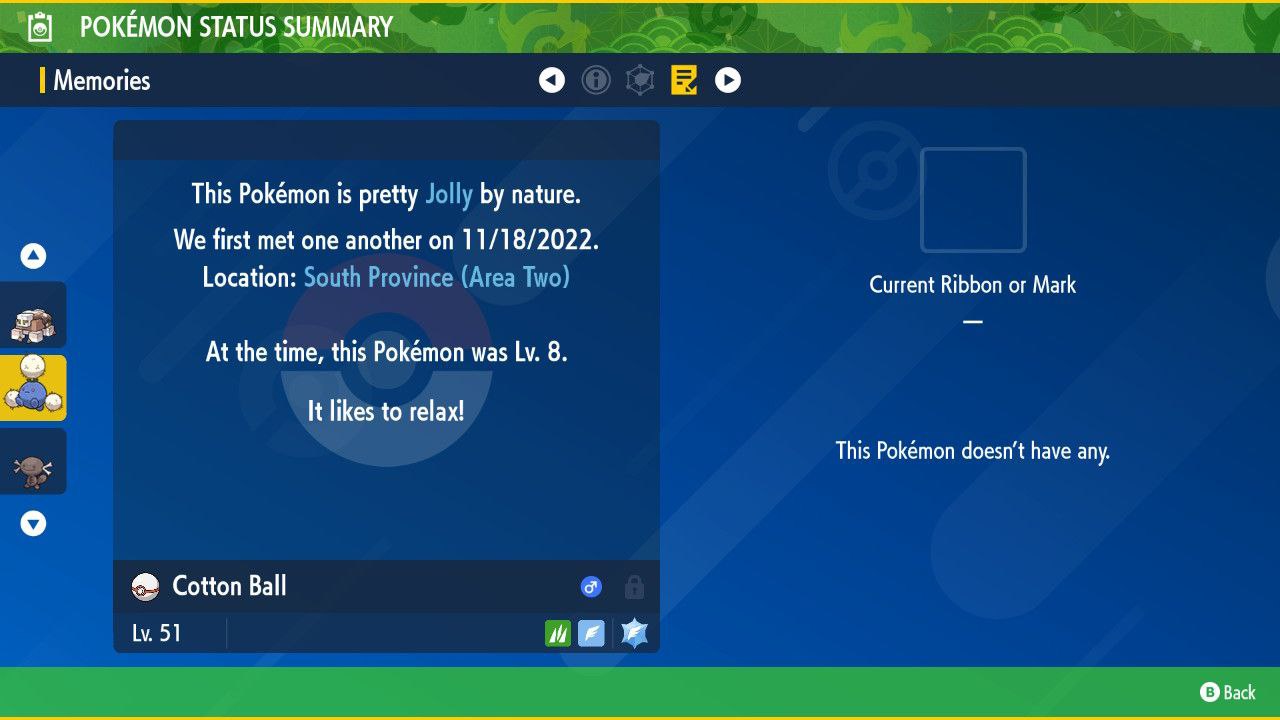 POKÉMON STATUS SUMMARY
Memories
This Pokémon is pretty Jolly by nature.
We first met one another on 11/18/2022.
Location: South Province (Area Two)
At the time, this Pokémon was Lv. 8.
It likes to relax!
Cotton Ball
Lv. 51
Current Ribbon or Mark
—
This Pokémon doesn’t have any.
B Back